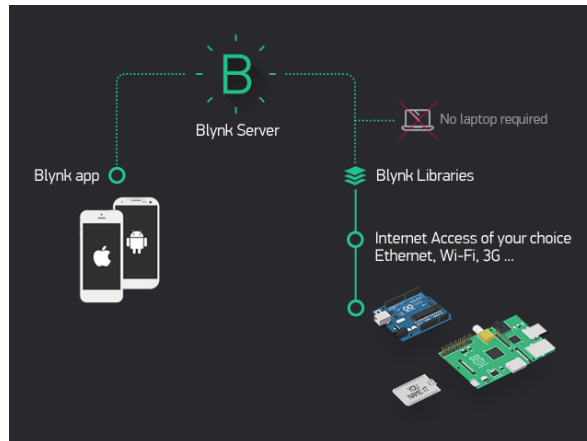 B
Blynk Server
No laptop required
Blynk app
Blynk Libraries
Internet Access of your choice
Ethernet, Wi-Fi, 3G ...
YOU
NAME IT